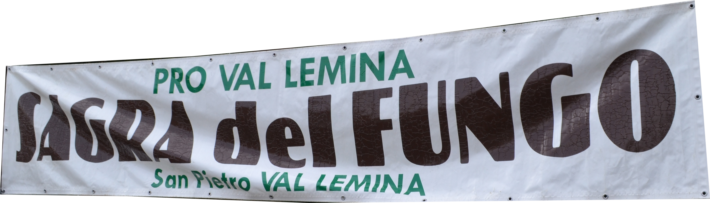 PRO VAL LEMINA
SAGRA del FUNGO
San Pietro VAL LEMINA